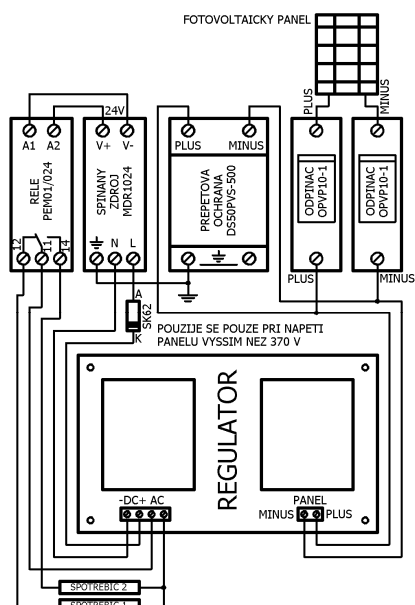 FOTOVOLTAICKY PANEL
PLUS
MINUS
24V
A1 A2
V+ V-
PLUS MINUS
RELE
PEM01/024
SPINANY
ZDROJ
MDR1024
PREPETOVA
OCHRANA
DS50PVS-500
ODPINAC
OPVP10-1
ODPINAC
OPVP10-1
12 11 14
N L
PLUS
MINUS
A
SK62
K
POUZIJE SE POUZE PRI NAPETI
PANELU VYSSIM NEZ 370 V
REGULATOR
-DC+ AC
PANEL
MINUS PLUS
SPOTREBIC 2
SPOTREBIC 1